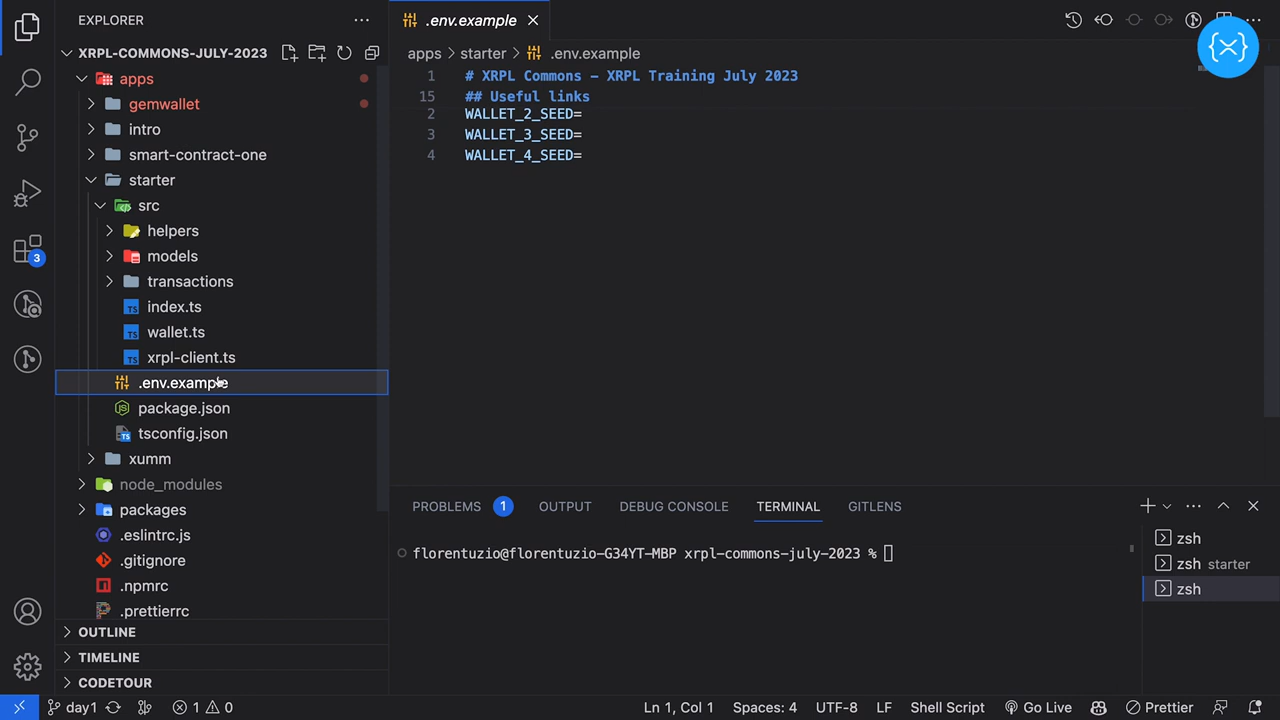 EXPLORER
XRPL-COMMONS-JULY-2023
apps
gemwallet
intro
smart-contract-one
starter
src
helpers
models
transactions
TS index.ts
TS wallet.ts
TS xrpl-client.ts
.env.example
package.json
TS tsconfig.json
xumm
node_modules
packages
.eslintrc.js
.gitignore
.npmrc
.prettierrc
OUTLINE
TIMELINE
CODETOUR
3
.env.example
apps > starter > .env.example
1 # XRPL Commons – XRPL Training July 2023
15 ## Useful links
2 WALLET_2_SEED=
3 WALLET_3_SEED=
4 WALLET_4_SEED=
{X}
PROBLEMS 1 OUTPUT DEBUG CONSOLE TERMINAL GITLENS
florentuzio@florentuzio-G34YT-MBP xrpl-commons-july-2023 %
zsh
zsh starter
zsh
day1 1 0 Ln 1, Col 1 Spaces: 4 UTF-8 LF Shell Script Go Live Prettier